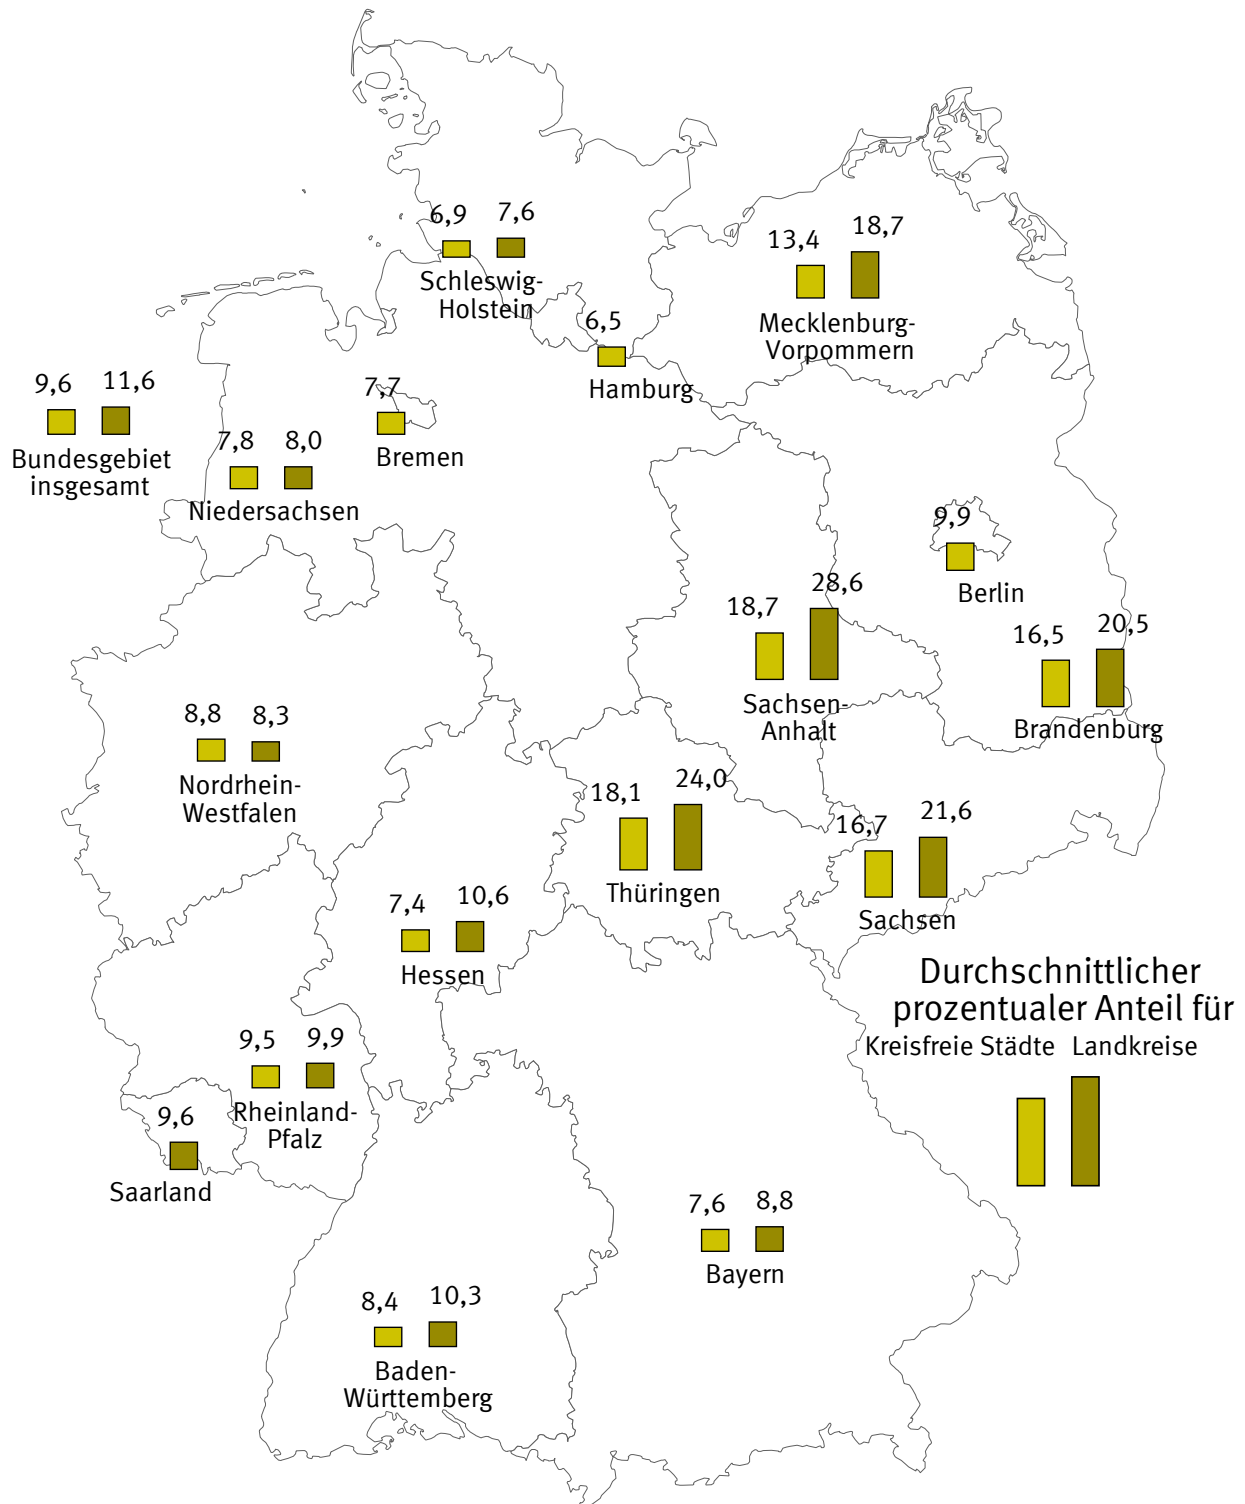 6,9 7,6
Schleswig-
Holstein
13,4 18,7
Mecklenburg-
Vorpommern
6,5
Hamburg
9,6 11,6
Bundesgebiet
insgesamt
7,7
Bremen
7,8 8,0
Niedersachsen
9,9
Berlin
18,7 28,6
Sachsen-
Anhalt
16,5 20,5
Brandenburg
8,8 8,3
Nordrhein-
Westfalen
18,1 24,0
Thüringen
16,7 21,6
Sachsen
7,4 10,6
Hessen
Durchschnittlicher
prozentualer Anteil für
Kreisfreie Städte Landkreise
9,5 9,9
Rheinland-
Pfalz
9,6
Saarland
7,6 8,8
Bayern
8,4 10,3
Baden-
Württemberg